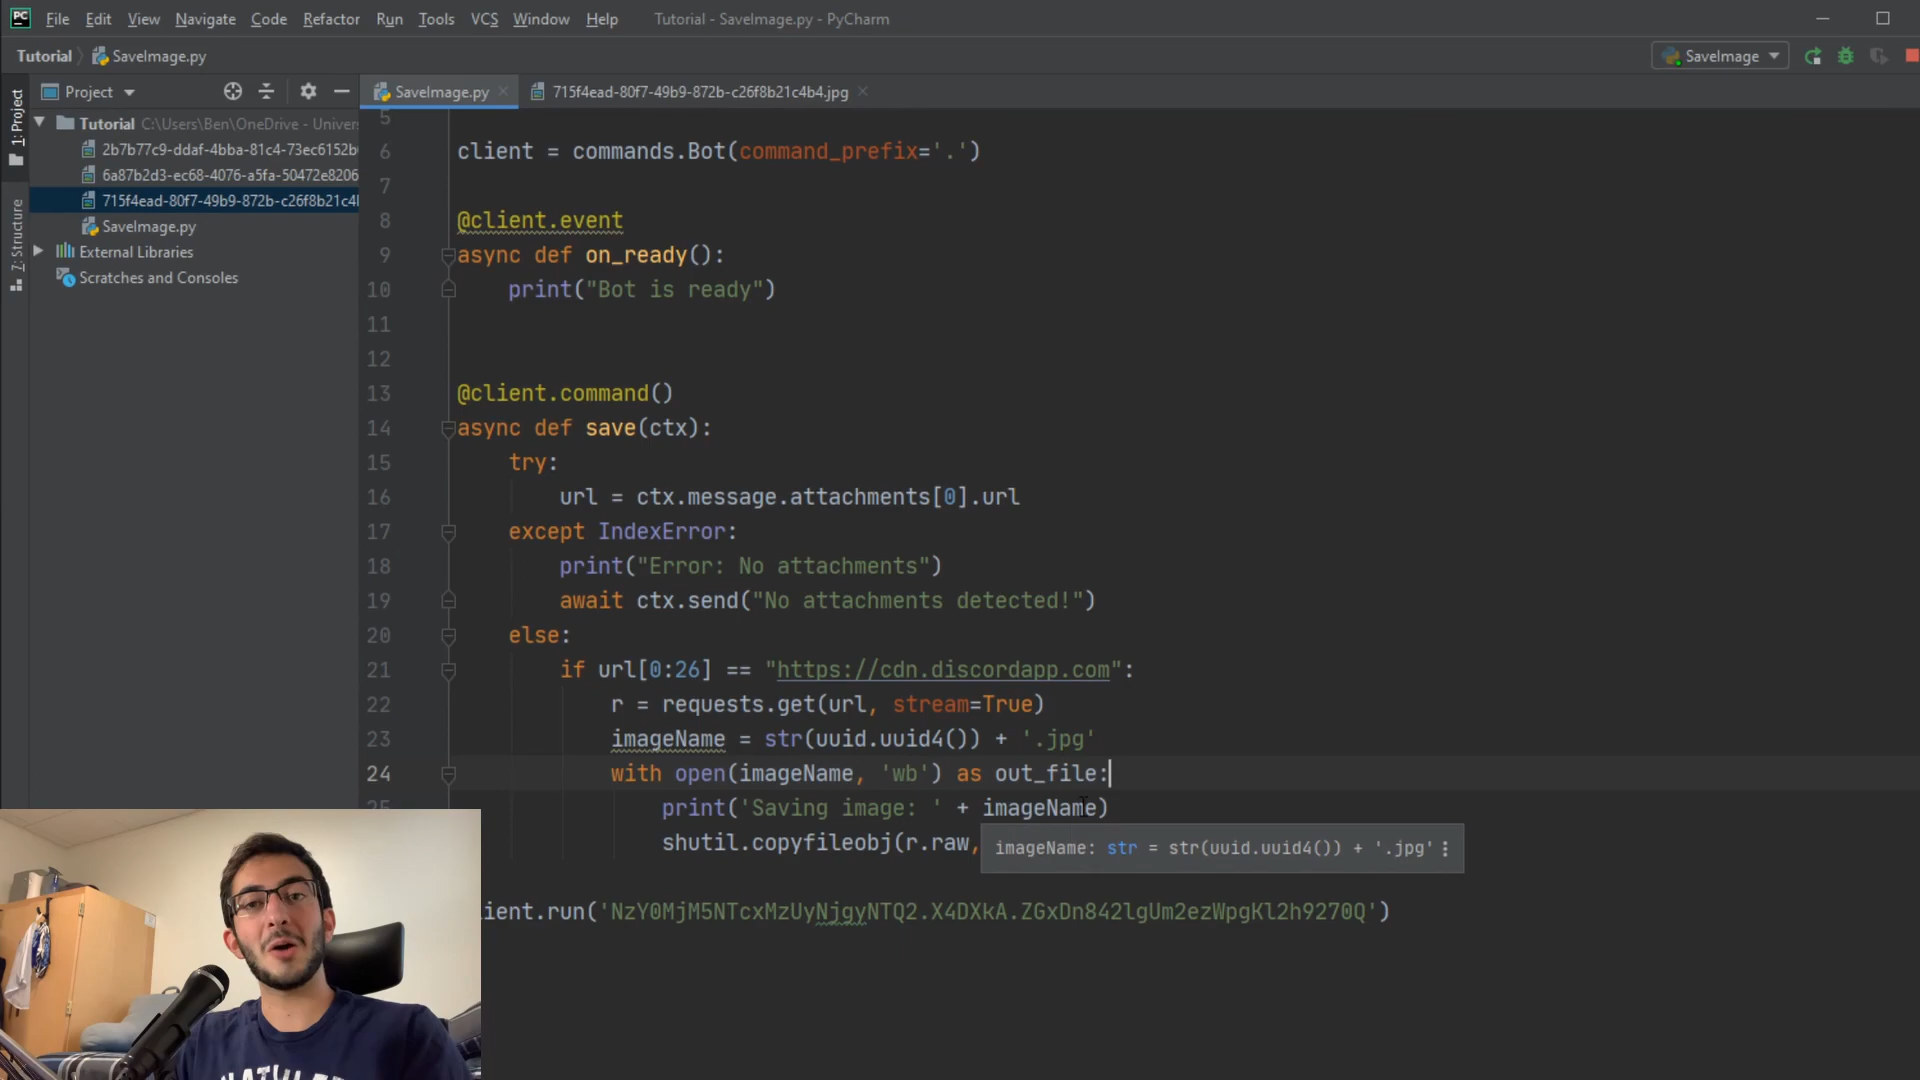 PC File Edit View Navigate Code Refactor Run Tools VCS Window Help Tutorial - SaveImage.py - PyCharm
Tutorial SaveImage.py SaveImage
1: Project
7: Structure
Project
Tutorial C:\Users\Ben\OneDrive - Univer
2b7b77c9-ddaf-4bba-81c4-73ec6152b
6a87b2d3-ec68-4076-a5fa-50472e8206
715f4ead-80f7-49b9-872b-c26f8b21c4
SaveImage.py
External Libraries
Scratches and Consoles
SaveImage.py 715f4ead-80f7-49b9-872b-c26f8b21c4b4.jpg
5
6 client = commands.Bot(command_prefix='.')
7
8 @client.event
9 async def on_ready():
10 print("Bot is ready")
11
12
13 @client.command()
14 async def save(ctx):
15 try:
16 url = ctx.message.attachments[0].url
17 except IndexError:
18 print("Error: No attachments")
19 await ctx.send("No attachments detected!")
20 else:
21 if url[0:26] == "https://cdn.discordapp.com":
22 r = requests.get(url, stream=True)
23 imageName = str(uuid.uuid4()) + '.jpg'
24 with open(imageName, 'wb') as out_file:
25 print('Saving image: ' + imageName)
shutil.copyfileobj(r.raw,
imageName: str = str(uuid.uuid4()) + '.jpg'
lient.run('NzY0MjM5NTcxMzUyNjgyNTQ2.X4DXkA.ZGxDn842lgUm2ezWpgKl2h9270Q')